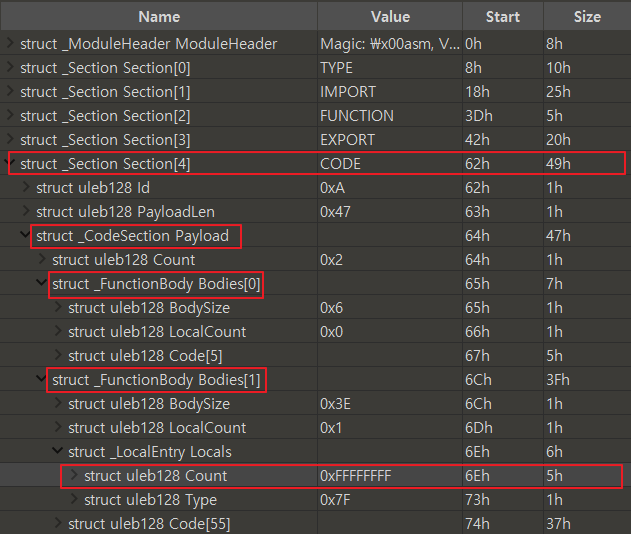 Name Value Start Size
struct _ModuleHeader ModuleHeader Magic: ₩x00asm, V... 0h 8h
struct _Section Section[0] TYPE 8h 10h
struct _Section Section[1] IMPORT 18h 25h
struct _Section Section[2] FUNCTION 3Dh 5h
struct _Section Section[3] EXPORT 42h 20h
struct _Section Section[4] CODE 62h 49h
struct uleb128 Id 0xA 62h 1h
struct uleb128 PayloadLen 0x47 63h 1h
struct _CodeSection Payload 64h 47h
struct uleb128 Count 0x2 64h 1h
struct _FunctionBody Bodies[0] 65h 7h
struct uleb128 BodySize 0x6 65h 1h
struct uleb128 LocalCount 0x0 66h 1h
struct uleb128 Code[5] 67h 5h
struct _FunctionBody Bodies[1] 6Ch 3Fh
struct uleb128 BodySize 0x3E 6Ch 1h
struct uleb128 LocalCount 0x1 6Dh 1h
struct _LocalEntry Locals 6Eh 6h
struct uleb128 Count 0xFFFFFFFF 6Eh 5h
struct uleb128 Type 0x7F 73h 1h
struct uleb128 Code[55] 74h 37h